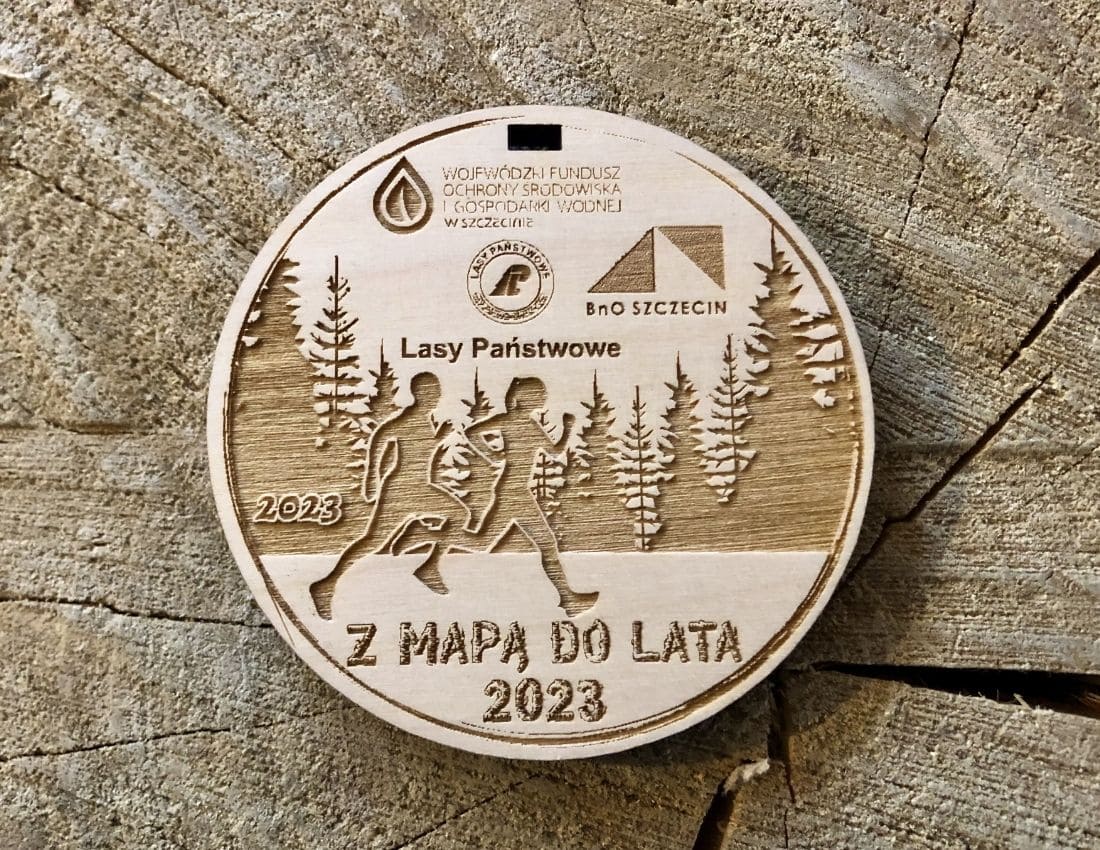 WOJEWÓDZKI FUNDUSZ
OCHRONY ŚRODOWISKA
I GOSPODARKI WODNEJ
W SZCZECINIE
LASY PAŃSTWOWE
BnO SZCZECIN
Lasy Państwowe
2023
Z MAPĄ DO LATA
2023